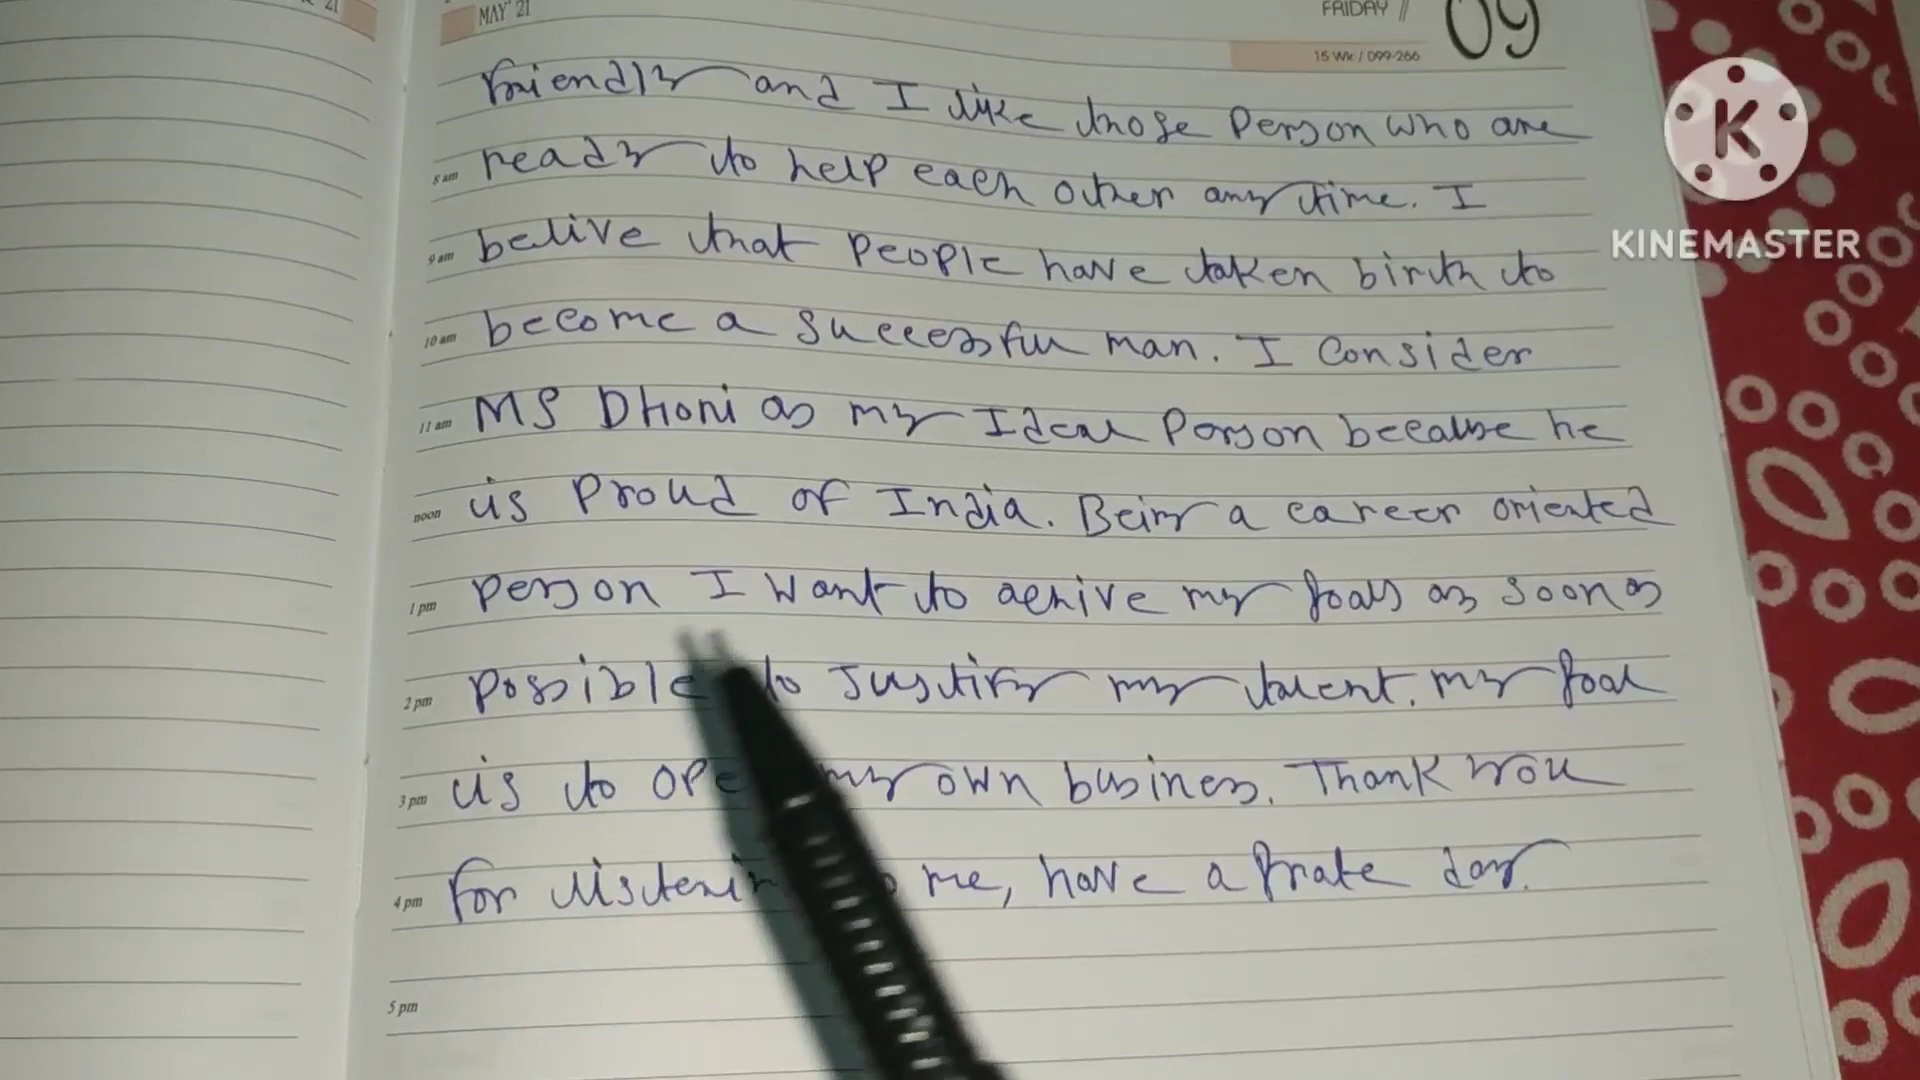 21
MAY' 21
FRIDAY //
09
15 Wk / 099-266
friendly and I like those person who are
8 am ready to help each other any time. I
9 am belive that people have taken birth to
10 am become a successful man. I consider
11 am MS DHoni as my Ideal person because he
noon is proud of India. Being a career oriented
1 pm person I want to achive my goals as soon as
2 pm possible to justify my talent. my goal
3 pm is to ope my own business. Thank you
4 pm for me, have a grate day.
5 pm
K
KINEMASTER